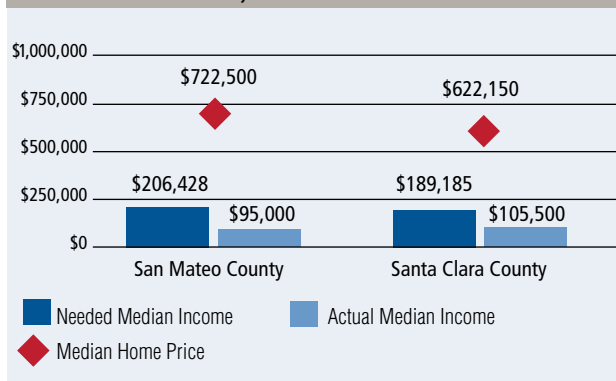 $1,000,000
$722,500
$750,000
$622,150
$500,000
$206,428
$189,185
$250,000
$95,000
$105,500
$0
San Mateo County
Santa Clara County
Needed Median Income
Actual Median Income
Median Home Price